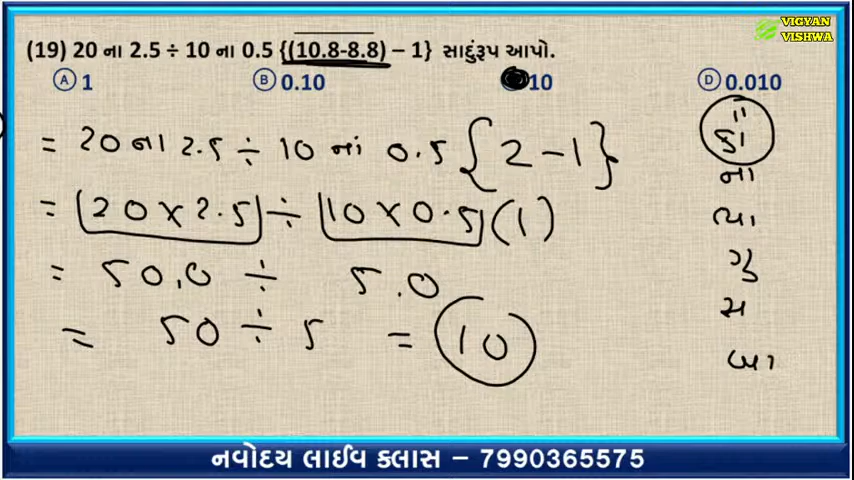 VIGYAN
VISHWA
(19) 20 ના 2.5 ÷ 10 ના 0.5 {(10.8-8.8) – 1} સાદુંરૂપ આપો.
A 1 B 0.10 10 D 0.010
= 20 ના 2.5 ÷ 10 નાં 0.5 {2 – 1}
= 20 × 2.5 ÷ 10 × 0.5 (1)
= 50.0 ÷ 5.0
= 50 ÷ 5 = 10
કૌં
ના
ભા
ગુ
સ
બા
નવોદય લાઈવ ક્લાસ – 7990365575